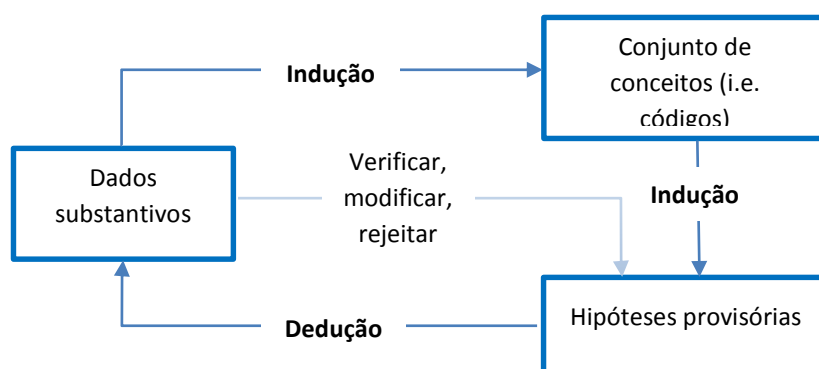 Indução
Conjunto de
conceitos (i.e.
códigos)
Dados
substantivos
Verificar,
modificar,
rejeitar
Indução
Dedução
Hipóteses provisórias